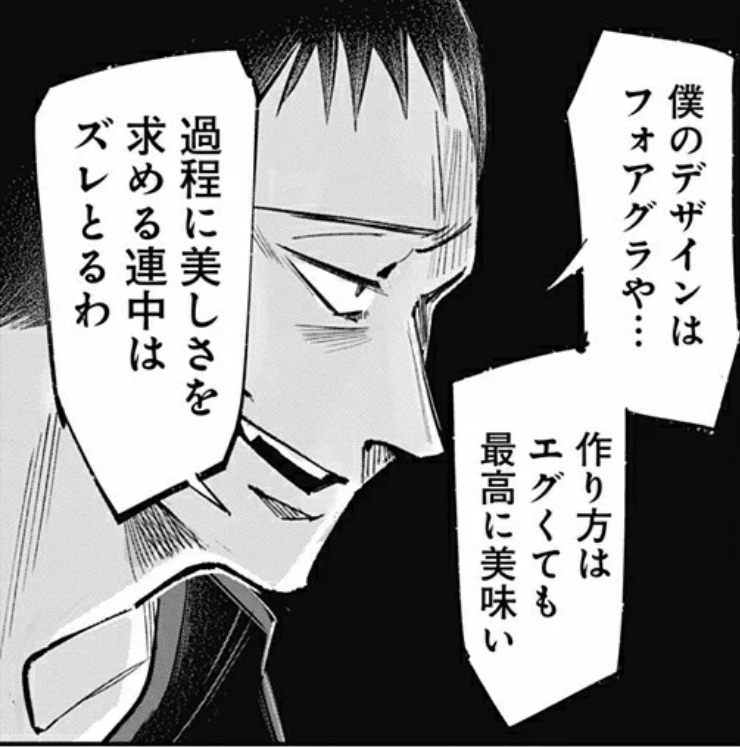 僕のデザインは
フォアグラや…
作り方は
エグくても
最高に美味い
過程に美しさを
求める連中は
ズレとるわ